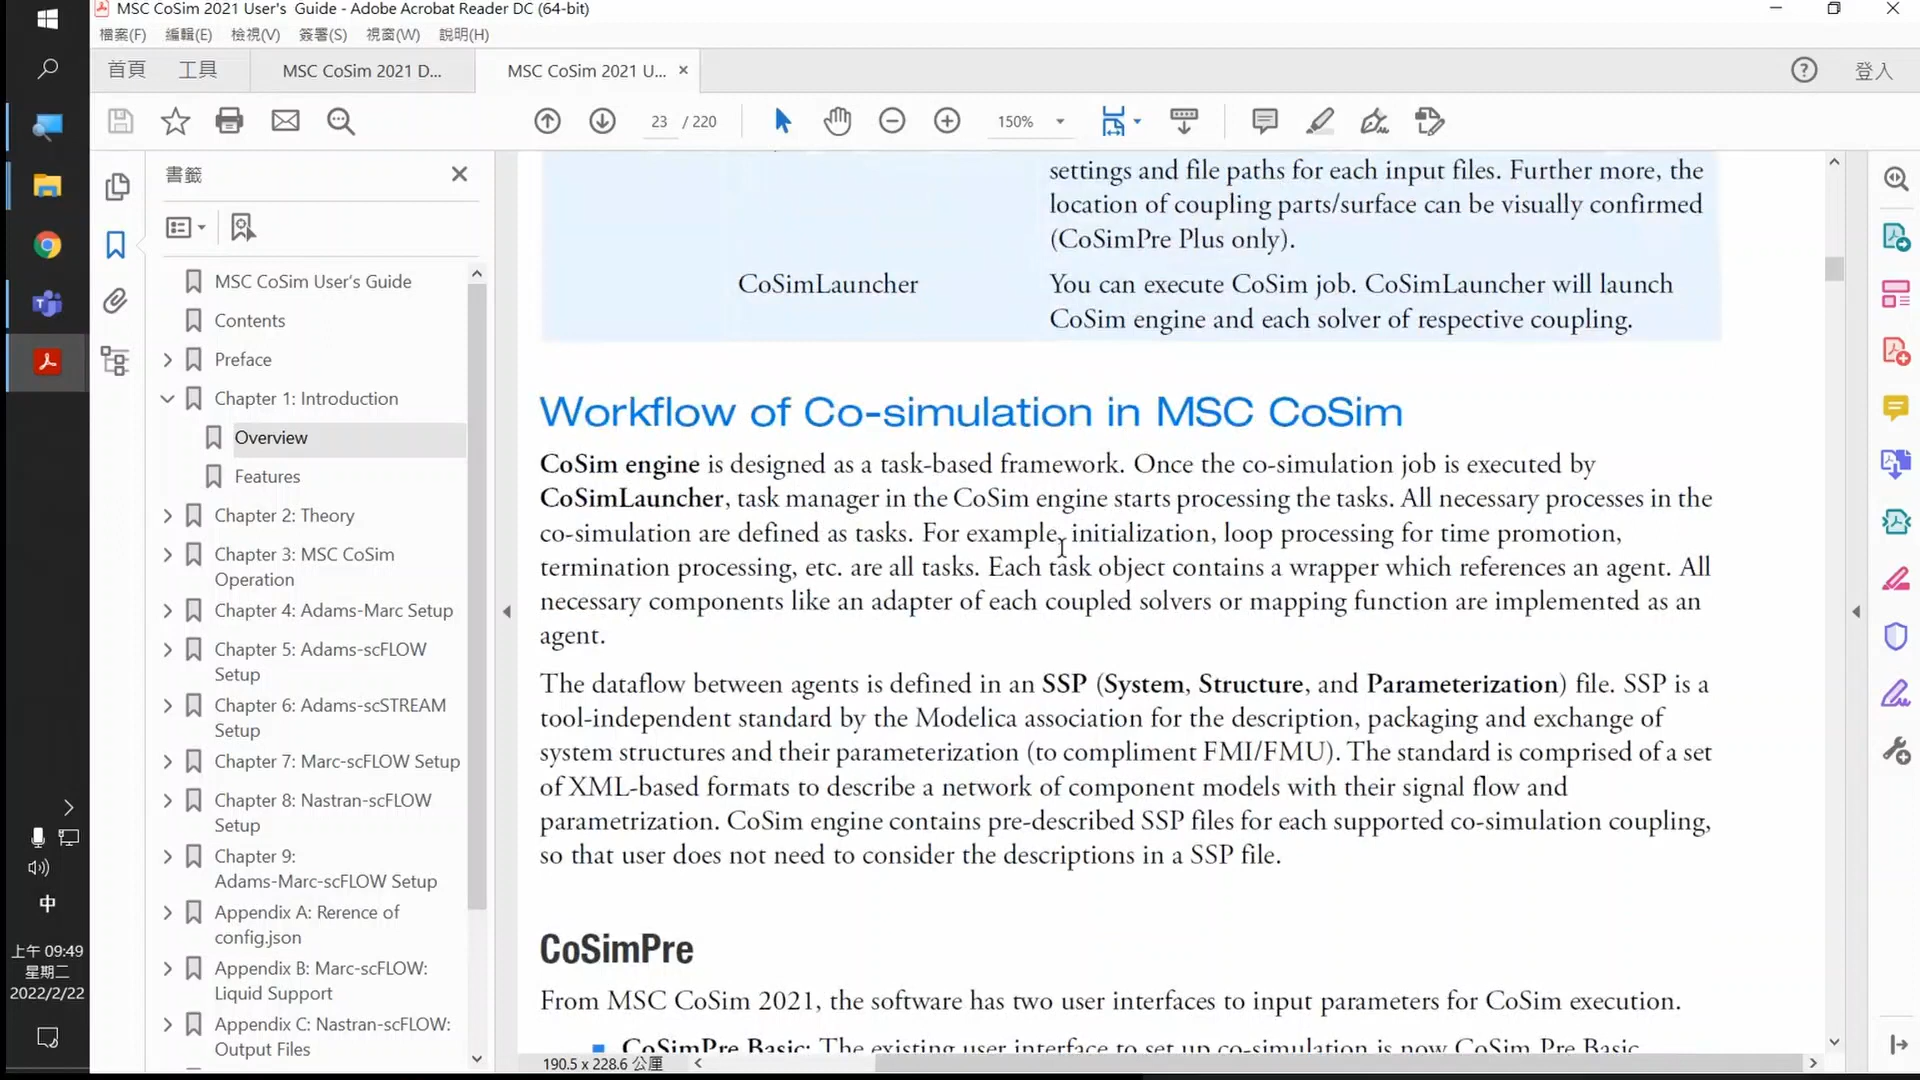 MSC CoSim 2021 User's Guide - Adobe Acrobat Reader DC (64-bit)
檔案(F) 編輯(E) 檢視(V) 簽署(S) 視窗(W) 說明(H)
首頁 工具 MSC CoSim 2021 D... MSC CoSim 2021 U... 登入
23 / 220 150%
書籤
MSC CoSim User's Guide
Contents
Preface
Chapter 1: Introduction
Overview
Features
Chapter 2: Theory
Chapter 3: MSC CoSim
Operation
Chapter 4: Adams-Marc Setup
Chapter 5: Adams-scFLOW
Setup
Chapter 6: Adams-scSTREAM
Setup
Chapter 7: Marc-scFLOW Setup
Chapter 8: Nastran-scFLOW
Setup
Chapter 9:
Adams-Marc-scFLOW Setup
Appendix A: Rerence of
config.json
Appendix B: Marc-scFLOW:
Liquid Support
Appendix C: Nastran-scFLOW:
Output Files
settings and file paths for each input files. Further more, the
location of coupling parts/surface can be visually confirmed
(CoSimPre Plus only).
CoSimLauncher You can execute CoSim job. CoSimLauncher will launch
CoSim engine and each solver of respective coupling.
Workflow of Co-simulation in MSC CoSim
CoSim engine is designed as a task-based framework. Once the co-simulation job is executed by
CoSimLauncher, task manager in the CoSim engine starts processing the tasks. All necessary processes in the
co-simulation are defined as tasks. For example, initialization, loop processing for time promotion,
termination processing, etc. are all tasks. Each task object contains a wrapper which references an agent. All
necessary components like an adapter of each coupled solvers or mapping function are implemented as an
agent.
The dataflow between agents is defined in an SSP (System, Structure, and Parameterization) file. SSP is a
tool-independent standard by the Modelica association for the description, packaging and exchange of
system structures and their parameterization (to compliment FMI/FMU). The standard is comprised of a set
of XML-based formats to describe a network of component models with their signal flow and
parametrization. CoSim engine contains pre-described SSP files for each supported co-simulation coupling,
so that user does not need to consider the descriptions in a SSP file.
CoSimPre
From MSC CoSim 2021, the software has two user interfaces to input parameters for CoSim execution.
CoSimPre Basic: The existing user interface to set up co-simulation is now CoSim Pre Basic
190.5 x 228.6 公厘
中
上午 09:49
星期二
2022/2/22